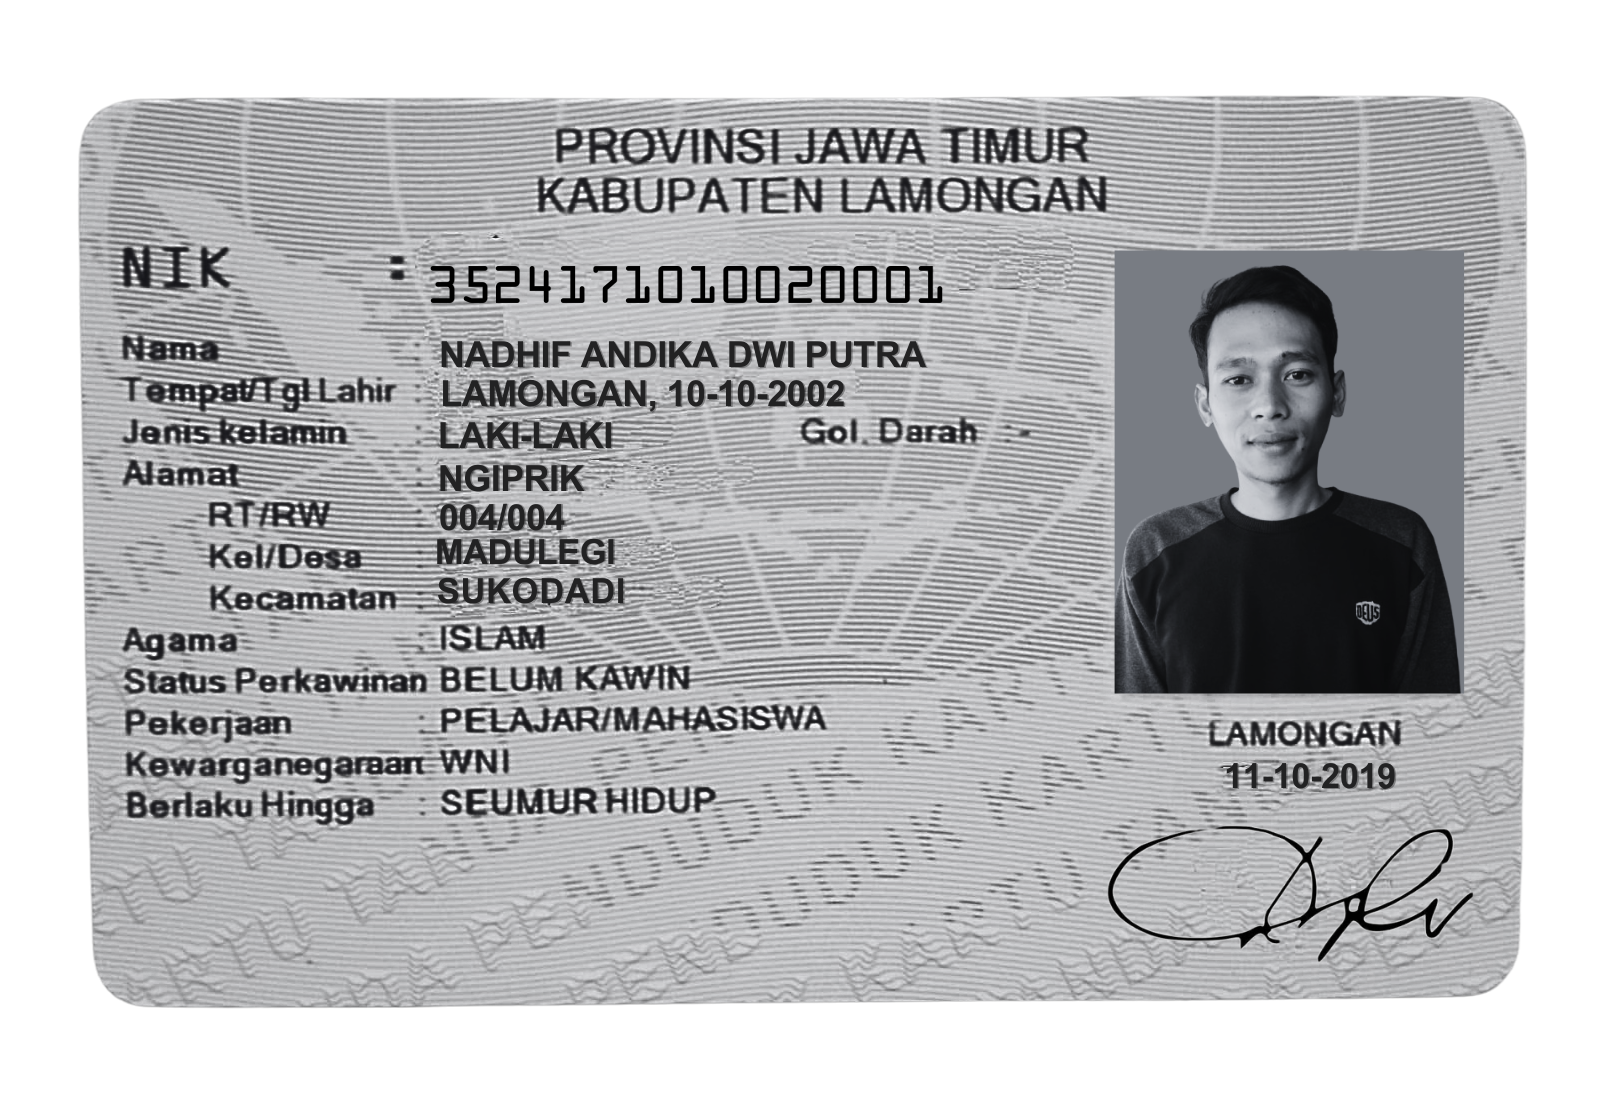 PROVINSI JAWA TIMUR
KABUPATEN LAMONGAN
NIK : 3524171010020001
Nama : NADHIF ANDIKA DWI PUTRA
Tempat/Tgl Lahir : LAMONGAN, 10-10-2002
Jenis kelamin : LAKI-LAKI Gol. Darah : -
Alamat : NGIPRIK
RT/RW : 004/004
Kel/Desa : MADULEGI
Kecamatan : SUKODADI
Agama : ISLAM
Status Perkawinan BELUM KAWIN
Pekerjaan : PELAJAR/MAHASISWA
Kewarganegaraan WNI
Berlaku Hingga : SEUMUR HIDUP
DEUS
LAMONGAN
11-10-2019